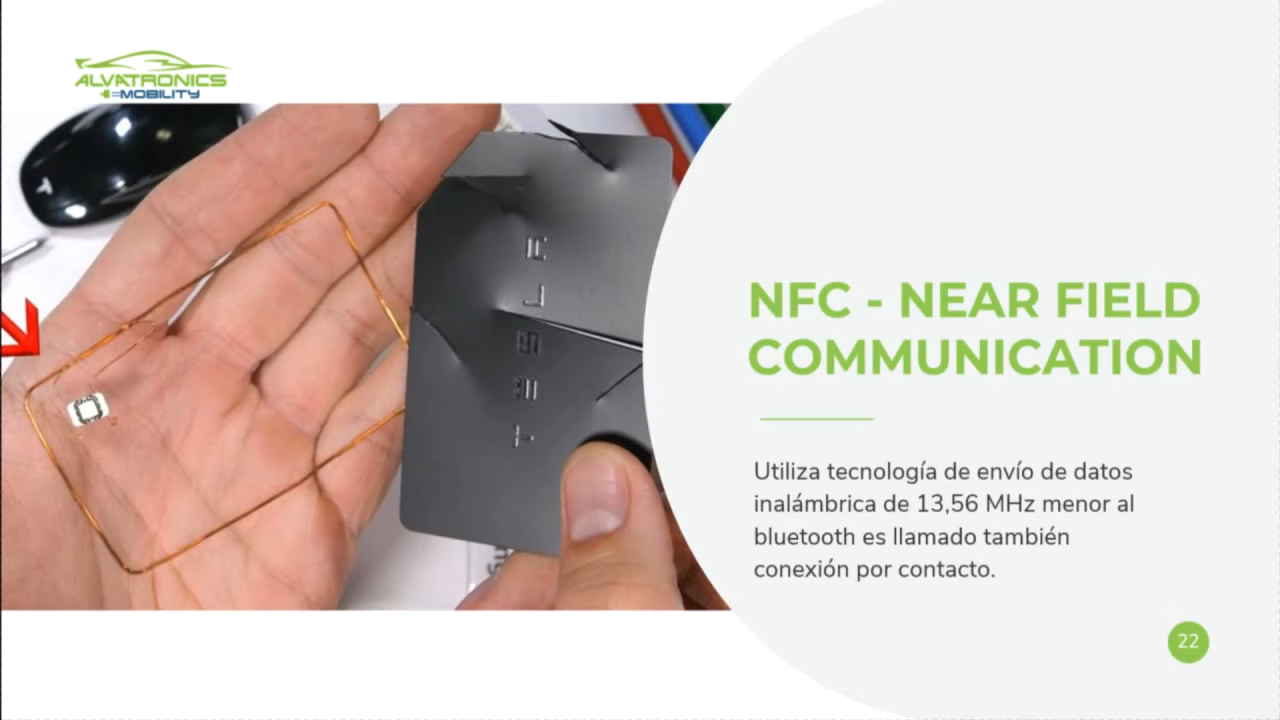 ALVATRONICS
MOBILITY
TESLA
NFC - NEAR FIELD
COMMUNICATION
Utiliza tecnología de envío de datos
inalámbrica de 13,56 MHz menor al
bluetooth es llamado también
conexión por contacto.
22